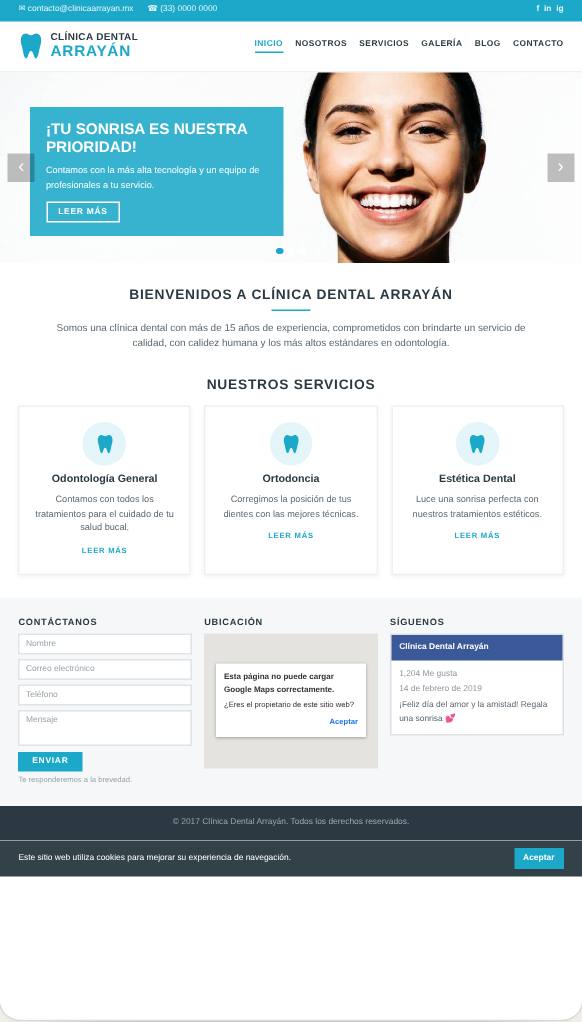 ✉ contacto@clinicaarrayan.mx ☎ (33) 0000 0000 f in ig
CLÍNICA DENTAL
ARRAYÁN
INICIO NOSOTROS SERVICIOS GALERÍA BLOG CONTACTO
¡TU SONRISA ES NUESTRA
PRIORIDAD!
Contamos con la más alta tecnología y un equipo de
profesionales a tu servicio.
LEER MÁS
‹ ›
BIENVENIDOS A CLÍNICA DENTAL ARRAYÁN
Somos una clínica dental con más de 15 años de experiencia, comprometidos con brindarte un servicio de
calidad, con calidez humana y los más altos estándares en odontología.
NUESTROS SERVICIOS
Odontología General
Contamos con todos los
tratamientos para el cuidado de tu
salud bucal.
LEER MÁS
Ortodoncia
Corregimos la posición de tus
dientes con las mejores técnicas.
LEER MÁS
Estética Dental
Luce una sonrisa perfecta con
nuestros tratamientos estéticos.
LEER MÁS
CONTÁCTANOS
Nombre
Correo electrónico
Teléfono
Mensaje
ENVIAR
Te responderemos a la brevedad.
UBICACIÓN
Esta página no puede cargar
Google Maps correctamente.
¿Eres el propietario de este sitio web?
Aceptar
SÍGUENOS
Clínica Dental Arrayán
1,204 Me gusta
14 de febrero de 2019
¡Feliz día del amor y la amistad! Regala
una sonrisa 💕
© 2017 Clínica Dental Arrayán. Todos los derechos reservados.
Este sitio web utiliza cookies para mejorar su experiencia de navegación.
Aceptar